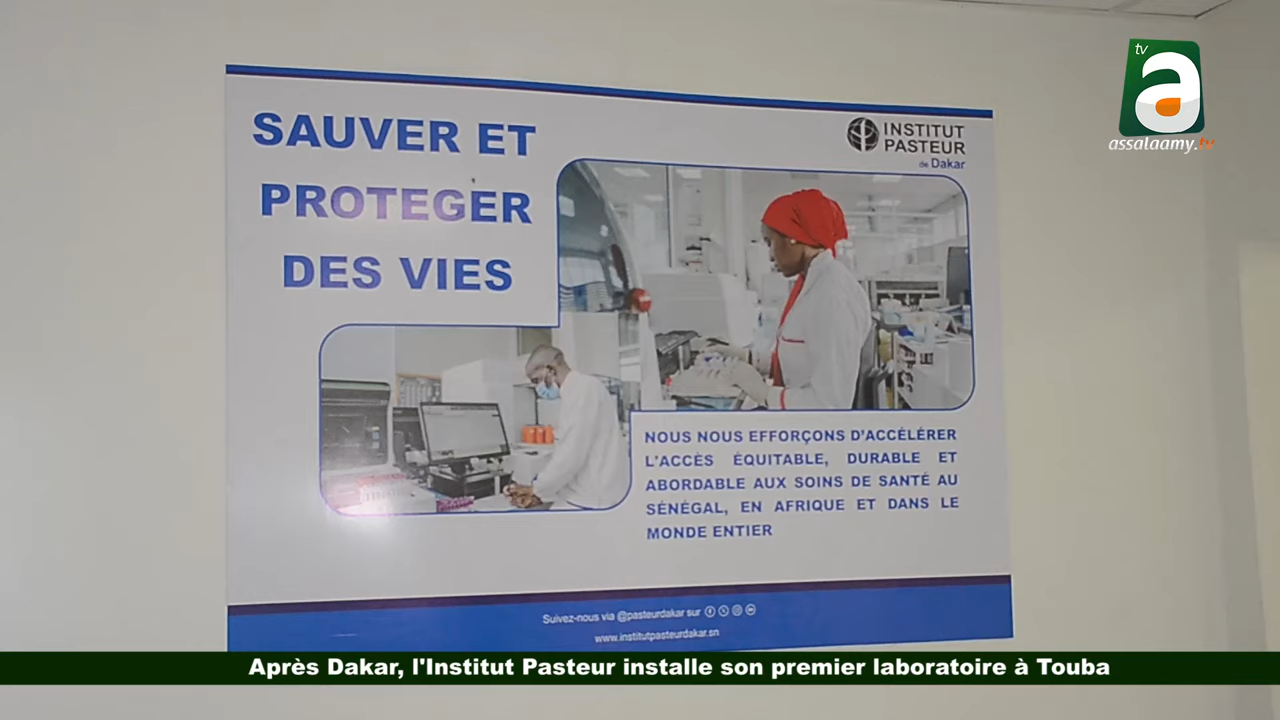 tv
a
assalaamy.tv
SAUVER ET
PROTEGER
DES VIES
INSTITUT
PASTEUR
de Dakar
NOUS NOUS EFFORÇONS D'ACCÉLÉRER
L'ACCÈS ÉQUITABLE, DURABLE ET
ABORDABLE AUX SOINS DE SANTÉ AU
SÉNÉGAL, EN AFRIQUE ET DANS LE
MONDE ENTIER
Suivez-nous via @pasteurdakar sur
www.institutpasteurdakar.sn
Après Dakar, l'Institut Pasteur installe son premier laboratoire à Touba